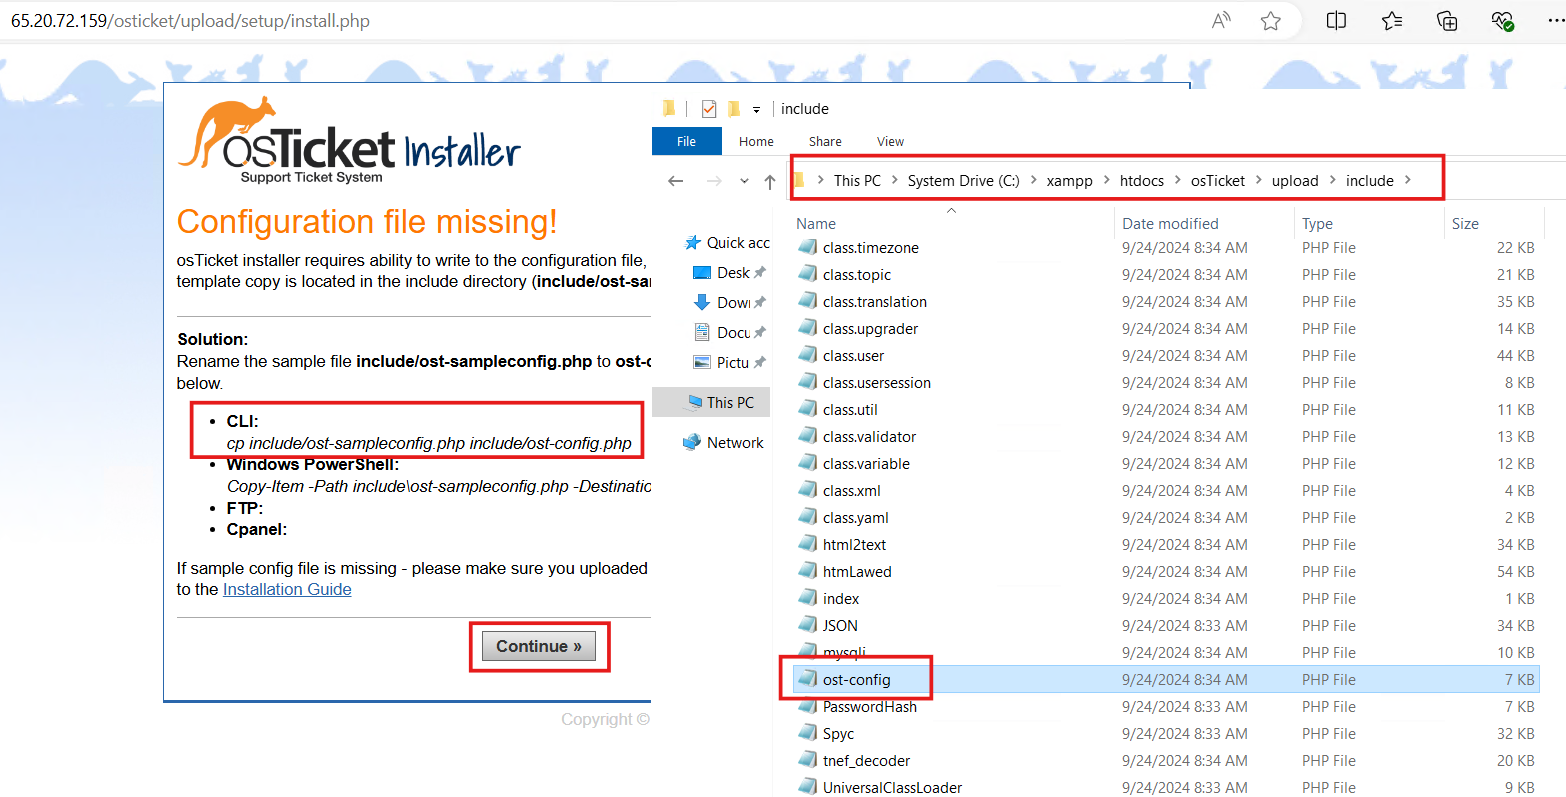 65.20.72.159/osticket/upload/setup/install.php
osTicket Installer
Support Ticket System
Configuration file missing!
osTicket installer requires ability to write to the configuration file,
template copy is located in the include directory (include/ost-sa
Solution:
Rename the sample file include/ost-sampleconfig.php to ost-c
below.
CLI:
cp include/ost-sampleconfig.php include/ost-config.php
Windows PowerShell:
Copy-Item -Path include\ost-sampleconfig.php -Destinatio
FTP:
Cpanel:
If sample config file is missing - please make sure you uploaded
to the Installation Guide
Continue »
Copyright ©
include
File Home Share View
This PC > System Drive (C:) > xampp > htdocs > osTicket > upload > include >
Quick acc
Desk
Dow
Docu
Pictu
This PC
Network
Name Date modified Type Size
class.timezone 9/24/2024 8:34 AM PHP File 22 KB
class.topic 9/24/2024 8:34 AM PHP File 21 KB
class.translation 9/24/2024 8:34 AM PHP File 35 KB
class.upgrader 9/24/2024 8:34 AM PHP File 14 KB
class.user 9/24/2024 8:34 AM PHP File 44 KB
class.usersession 9/24/2024 8:34 AM PHP File 8 KB
class.util 9/24/2024 8:34 AM PHP File 11 KB
class.validator 9/24/2024 8:34 AM PHP File 13 KB
class.variable 9/24/2024 8:34 AM PHP File 12 KB
class.xml 9/24/2024 8:34 AM PHP File 4 KB
class.yaml 9/24/2024 8:34 AM PHP File 2 KB
html2text 9/24/2024 8:34 AM PHP File 34 KB
htmLawed 9/24/2024 8:34 AM PHP File 54 KB
index 9/24/2024 8:34 AM PHP File 1 KB
JSON 9/24/2024 8:33 AM PHP File 34 KB
mysqli 9/24/2024 8:34 AM PHP File 10 KB
ost-config 9/24/2024 8:34 AM PHP File 7 KB
PasswordHash 9/24/2024 8:33 AM PHP File 7 KB
Spyc 9/24/2024 8:33 AM PHP File 32 KB
tnef_decoder 9/24/2024 8:34 AM PHP File 20 KB
UniversalClassLoader 9/24/2024 8:33 AM PHP File 9 KB